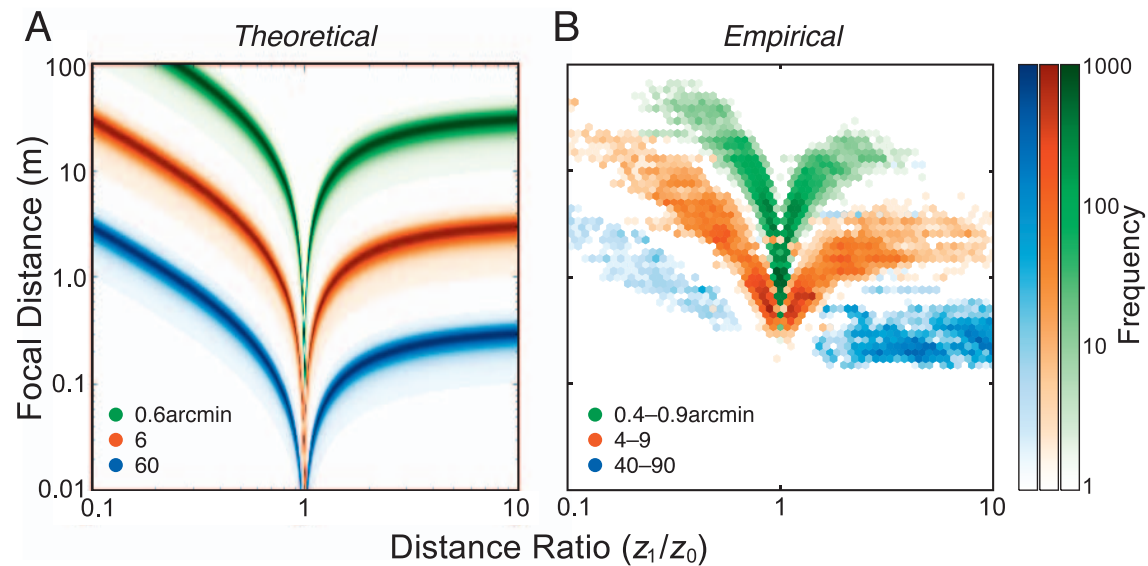 A
Theoretical
B
Empirical
Focal Distance (m)
100
10
1.0
0.1
0.01
0.6arcmin
6
60
0.1
1
10
0.4–0.9arcmin
4–9
40–90
0.1
1
10
Distance Ratio (z₁/z₀)
1000
100
10
1
Frequency